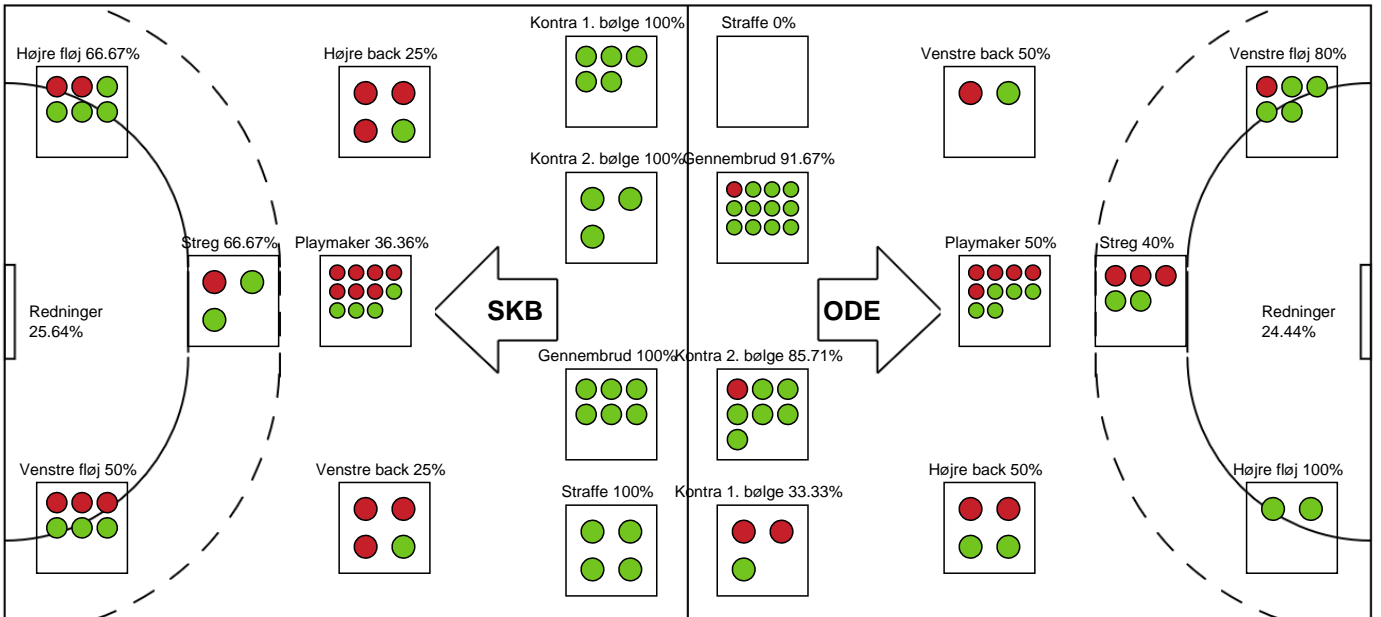 Kontra 1. bølge 100%
Straffe 0%
Højre fløj 66.67%
Højre back 25%
Venstre back 50%
Venstre fløj 80%
Kontra 2. bølge 100%
Gennembrud 91.67%
Streg 66.67%
Playmaker 36.36%
Playmaker 50%
Streg 40%
Redninger
25.64%
SKB
ODE
Redninger
24.44%
Gennembrud 100%
Kontra 2. bølge 85.71%
Venstre fløj 50%
Venstre back 25%
Straffe 100%
Kontra 1. bølge 33.33%
Højre back 50%
Højre fløj 100%